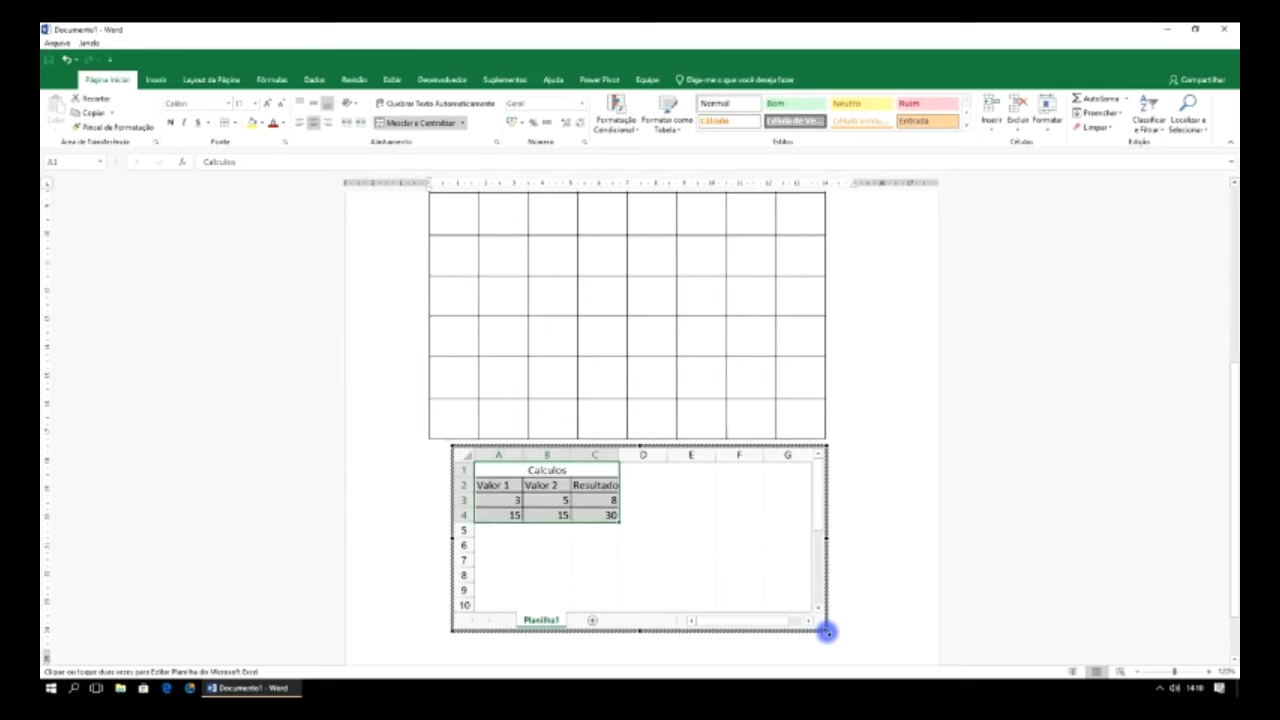 Documento1 - Word
Arquivo Janela
Página Inicial Inserir Layout da Página Fórmulas Dados Revisão Exibir Desenvolvedor Suplementos Ajuda Power Pivot Equipe Diga-me o que você deseja fazer Compartilhar
Recortar Calibri 11 Quebrar Texto Automaticamente Geral Normal Bom Neutro Ruim AutoSoma
Copiar Formatação Condicional Formatar como Tabela Inserir Excluir Formatar Preencher Classificar e Filtrar Localizar e Selecionar
Pincel de Formatação N I S Mesclar e Centralizar Cálculo Célula de Ve... Entrada Limpar
Área de Transferência Fonte Alinhamento Número Estilos Células Edição
A1 fx Calculos
A B C D E F G
1 Calculos
2 Valor 1 Valor 2 Resultado
3 3 5 8
4 15 15 30
5
6
7
8
9
10
Planilha1
Clique ou toque duas vezes para Editar Planilha do Microsoft Excel 120%
Documento1 - Word 14:10